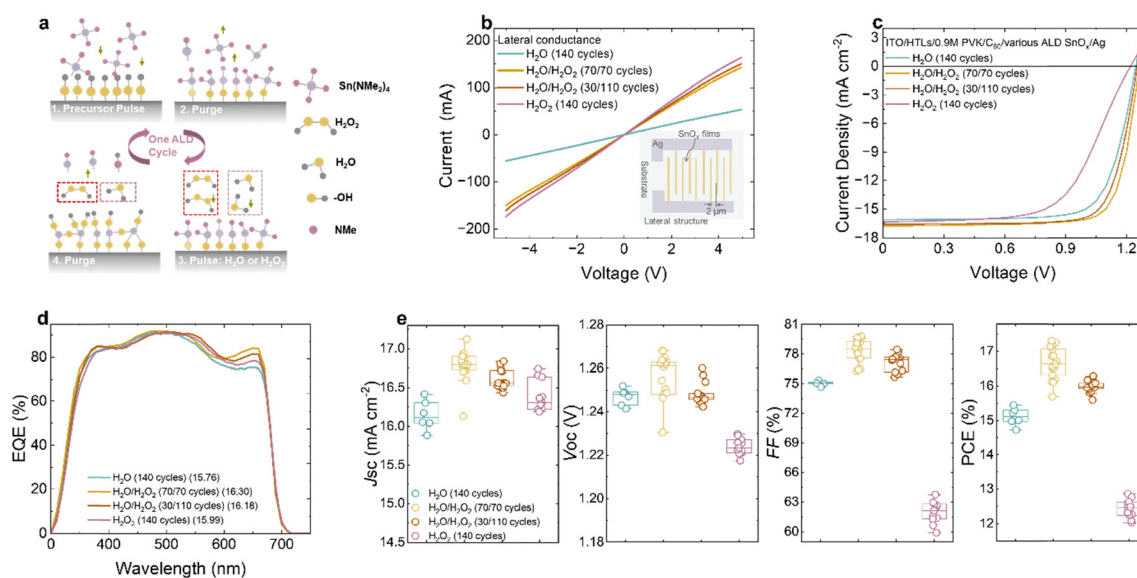 a
Sn(NMe₂)₄
1. Precursor Pulse
2. Purge
H₂O₂
One ALD
Cycle
H₂O
-OH
NMe
4. Purge
3. Pulse: H₂O or H₂O₂
b
Lateral conductance
H₂O (140 cycles)
H₂O/H₂O₂ (70/70 cycles)
H₂O/H₂O₂ (30/110 cycles)
H₂O₂ (140 cycles)
Current (mA)
200
100
0
−100
−200
SnOₓ films
Ag
Substrate
2 μm
Lateral structure
−4 −2 0 2 4
Voltage (V)
c
ITO/HTLs/0.9M PVK/C₆₀/various ALD SnOₓ/Ag
H₂O (140 cycles)
H₂O/H₂O₂ (70/70 cycles)
H₂O/H₂O₂ (30/110 cycles)
H₂O₂ (140 cycles)
Current Density (mA cm⁻²)
3
0
−3
−6
−9
−12
−15
−18
0 0.3 0.6 0.9 1.2
Voltage (V)
d
EQE (%)
80
60
40
20
0
H₂O (140 cycles) (15.76)
H₂O/H₂O₂ (70/70 cycles) (16.30)
H₂O/H₂O₂ (30/110 cycles) (16.18)
H₂O₂ (140 cycles) (15.99)
400 500 600 700
Wavelength (nm)
e
Jsc (mA cm⁻²)
17.5
17.0
16.5
16.0
15.5
15.0
14.5
H₂O (140 cycles)
H₂O/H₂O₂ (70/70 cycles)
H₂O/H₂O₂ (30/110 cycles)
H₂O₂ (140 cycles)
Voc (V)
1.28
1.26
1.24
1.22
1.20
1.18
FF (%)
81
78
75
72
69
66
63
60
PCE (%)
17
16
15
14
13
12